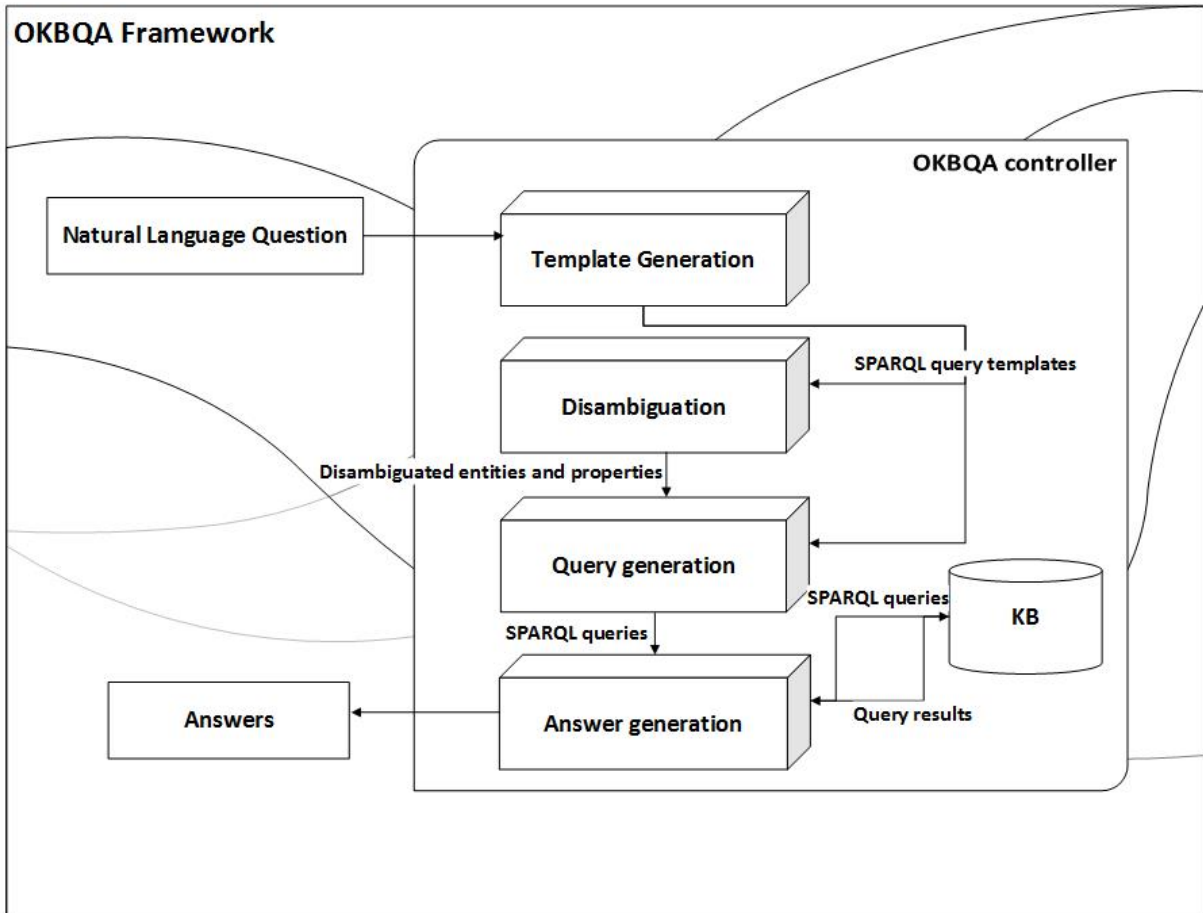 OKBQA Framework
OKBQA controller
Natural Language Question
Template Generation
SPARQL query templates
Disambiguation
Disambiguated entities and properties
Query generation
SPARQL queries
KB
SPARQL queries
Answers
Answer generation
Query results